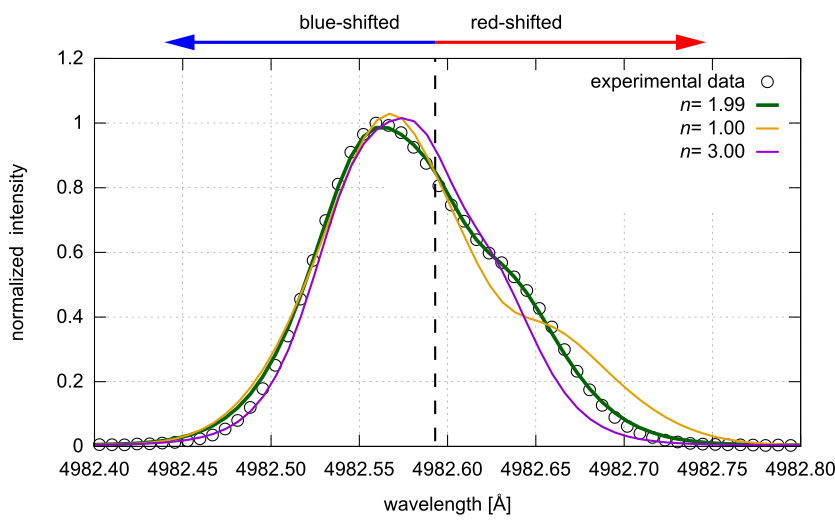 blue-shifted red-shifted
1.2
experimental data
n= 1.99
n= 1.00
n= 3.00
1
0.8
0.6
0.4
0.2
0
normalized intensity
4982.40 4982.45 4982.50 4982.55 4982.60 4982.65 4982.70 4982.75 4982.80
wavelength [Å]